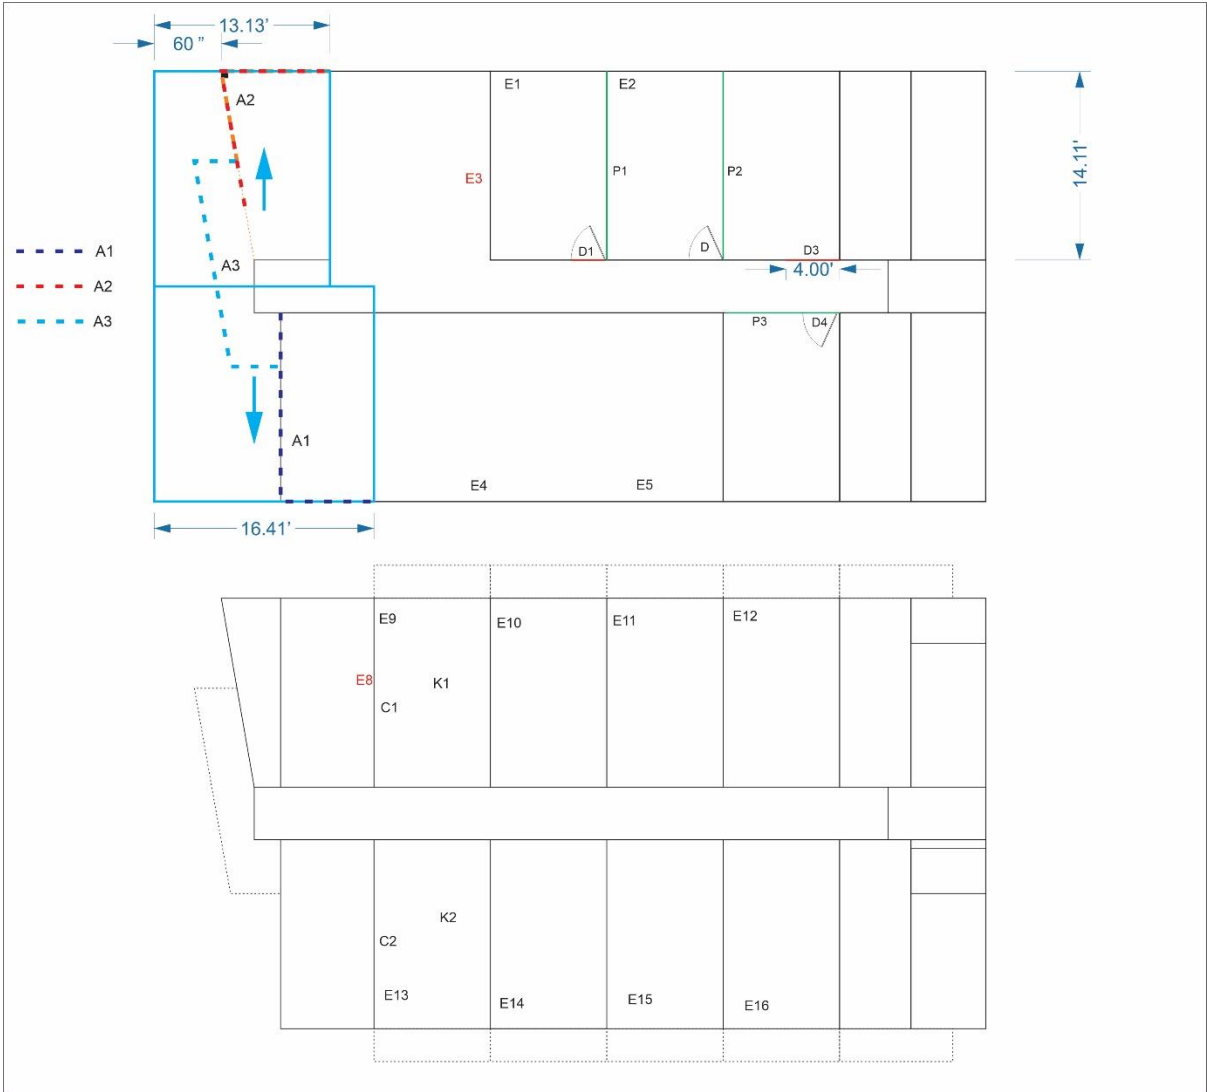 13.13’
60 ”
A2
E1
E2
P1
P2
E3
14.11'
D1
D
D3
4.00'
A1
A3
A2
A3
P3
D4
A1
E4
E5
16.41’
E9
E10
E11
E12
E8
K1
C1
K2
C2
E13
E14
E15
E16